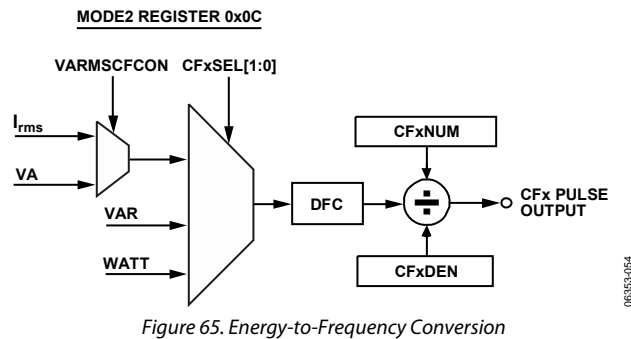 MODE2 REGISTER 0x0C
VARMSCFCON CFxSEL[1:0]
Irms
VA
VAR
WATT
DFC
CFxNUM
÷
CFxDEN
CFx PULSE
OUTPUT
06353-054
Figure 65. Energy-to-Frequency Conversion